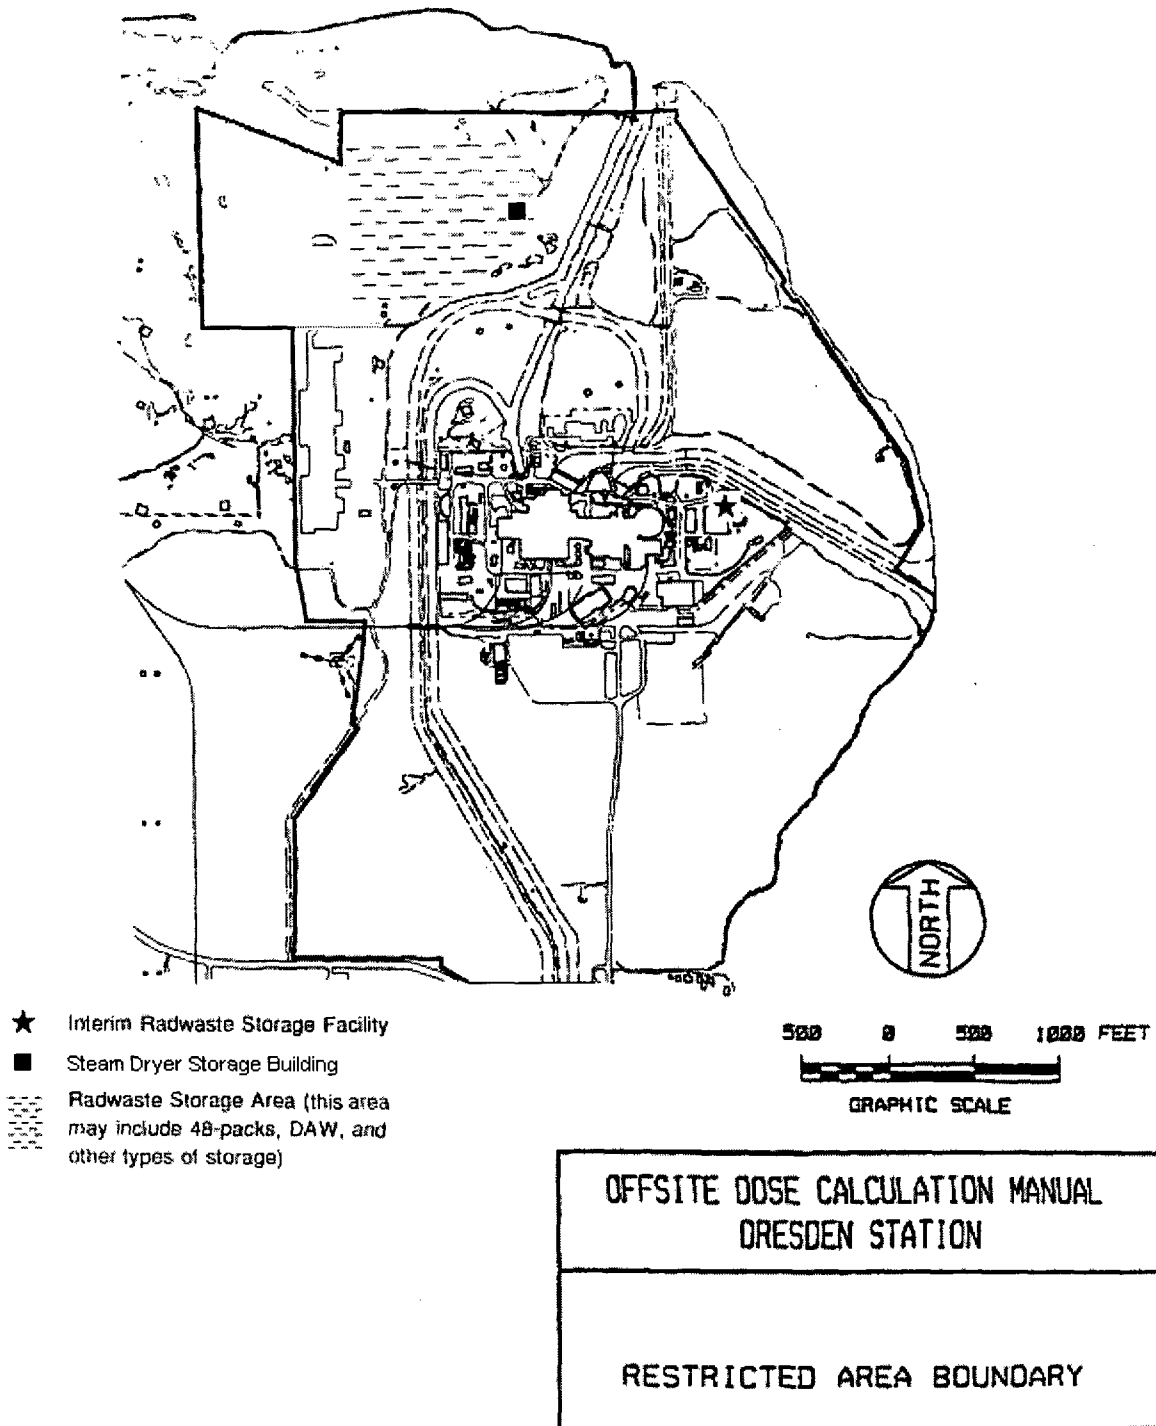 NORTH
★ Interim Radwaste Storage Facility
■ Steam Dryer Storage Building
Radwaste Storage Area (this area
may include 48-packs, DAW, and
other types of storage)
500 0 500 1000 FEET
GRAPHIC SCALE
OFFSITE DOSE CALCULATION MANUAL
DRESDEN STATION
RESTRICTED AREA BOUNDARY